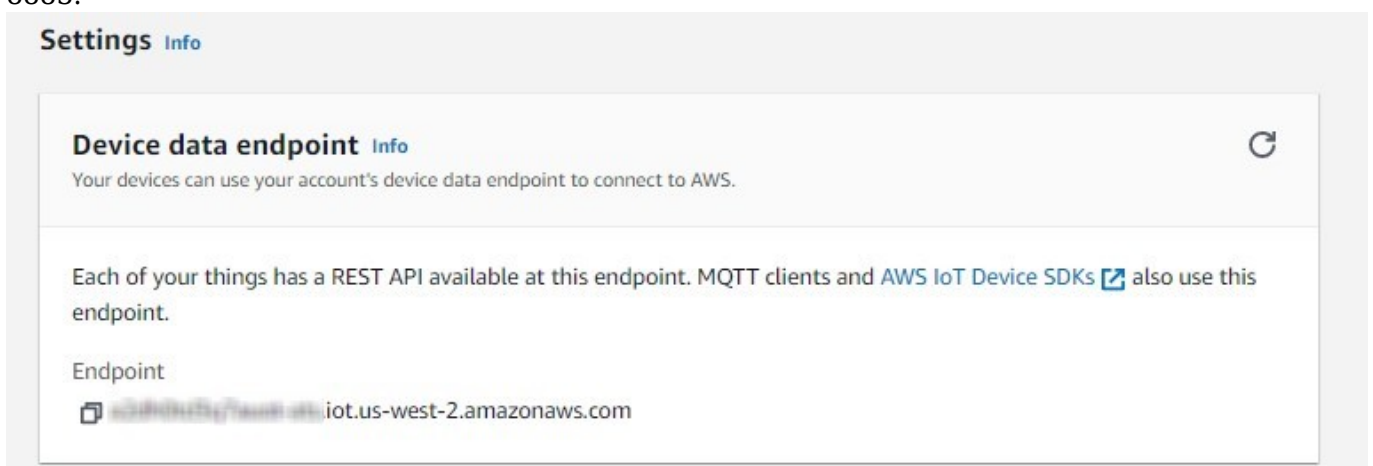 Settings Info
Device data endpoint Info
Your devices can use your account's device data endpoint to connect to AWS.
Each of your things has a REST API available at this endpoint. MQTT clients and AWS IoT Device SDKs also use this
endpoint.
Endpoint
.iot.us-west-2.amazonaws.com